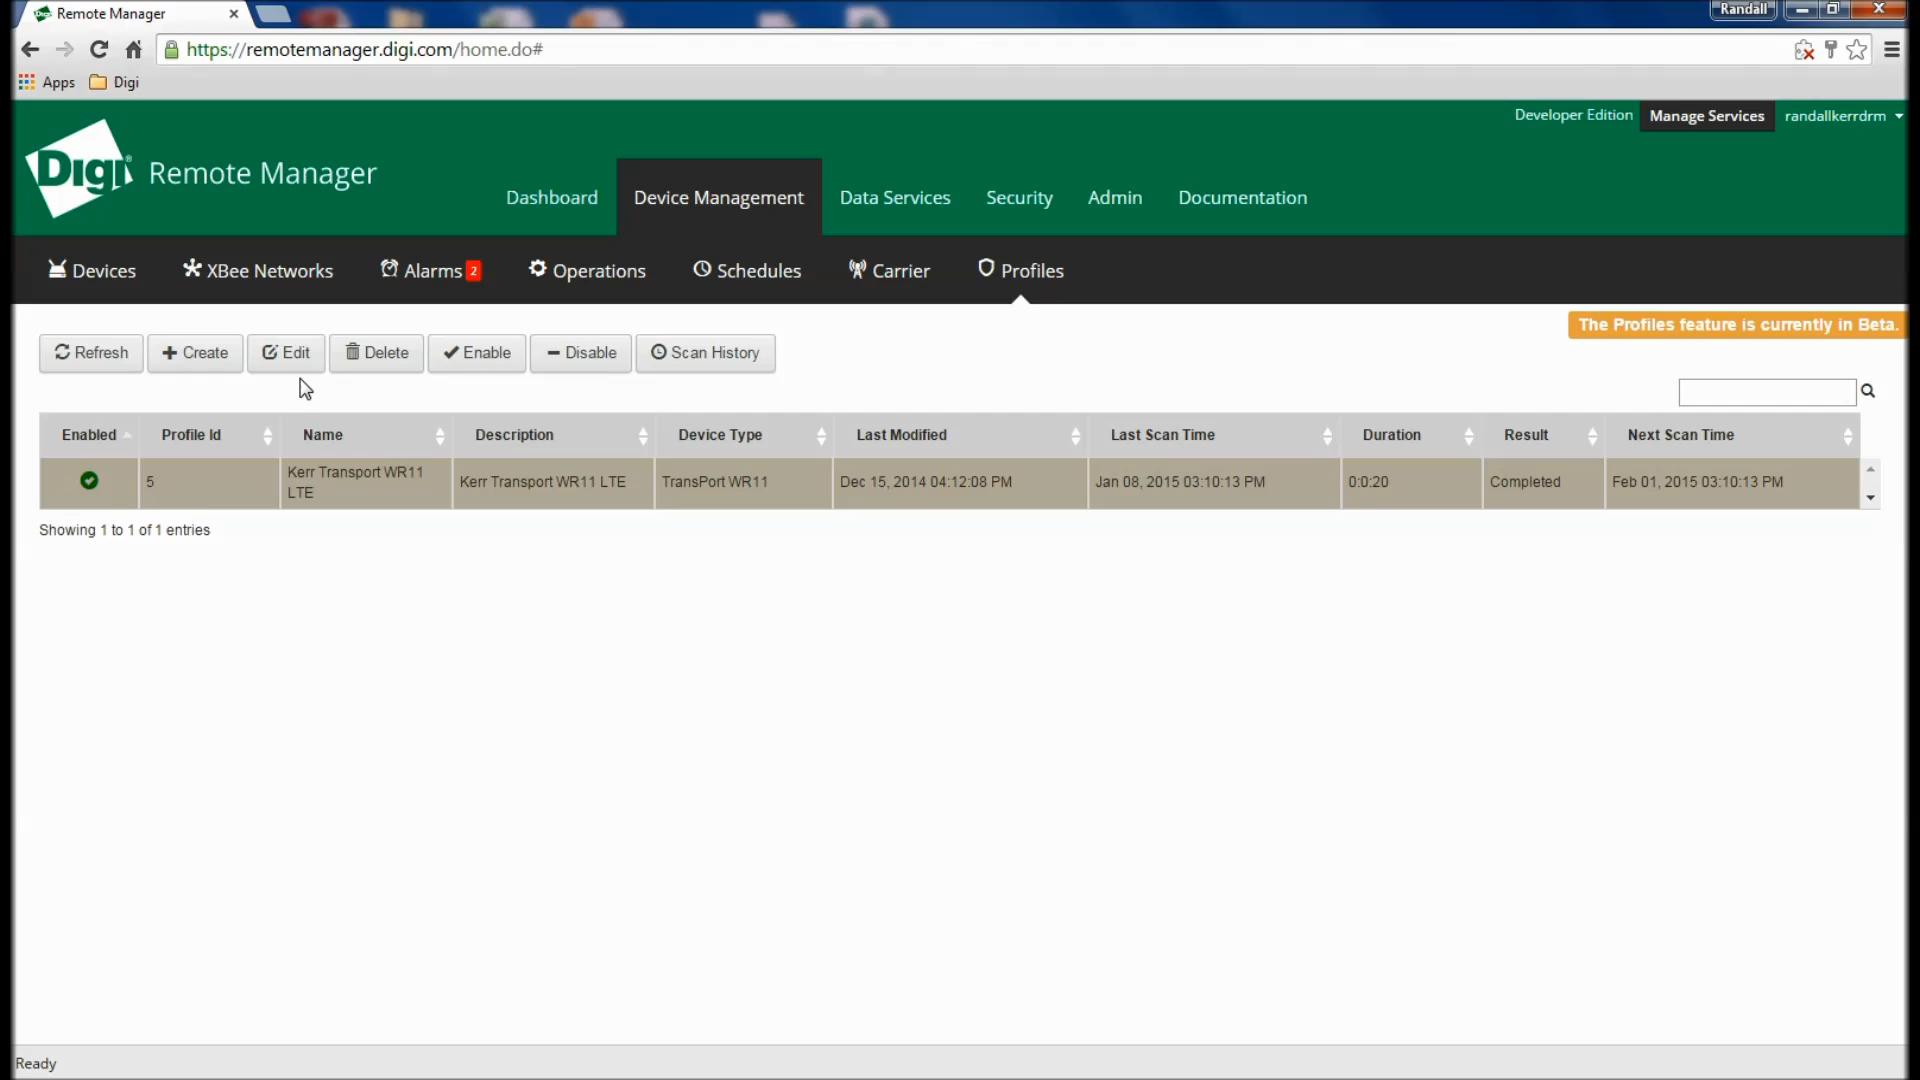 Remote Manager
Randall
https://remotemanager.digi.com/home.do#
Apps Digi
Developer Edition Manage Services randallkerrdrm
Digi Remote Manager
Dashboard Device Management Data Services Security Admin Documentation
Devices XBee Networks Alarms 2 Operations Schedules Carrier Profiles
The Profiles feature is currently in Beta.
Refresh Create Edit Delete Enable Disable Scan History
Enabled Profile Id Name Description Device Type Last Modified Last Scan Time Duration Result Next Scan Time
5 Kerr Transport WR11 LTE Kerr Transport WR11 LTE TransPort WR11 Dec 15, 2014 04:12:08 PM Jan 08, 2015 03:10:13 PM 0:0:20 Completed Feb 01, 2015 03:10:13 PM
Showing 1 to 1 of 1 entries
Ready